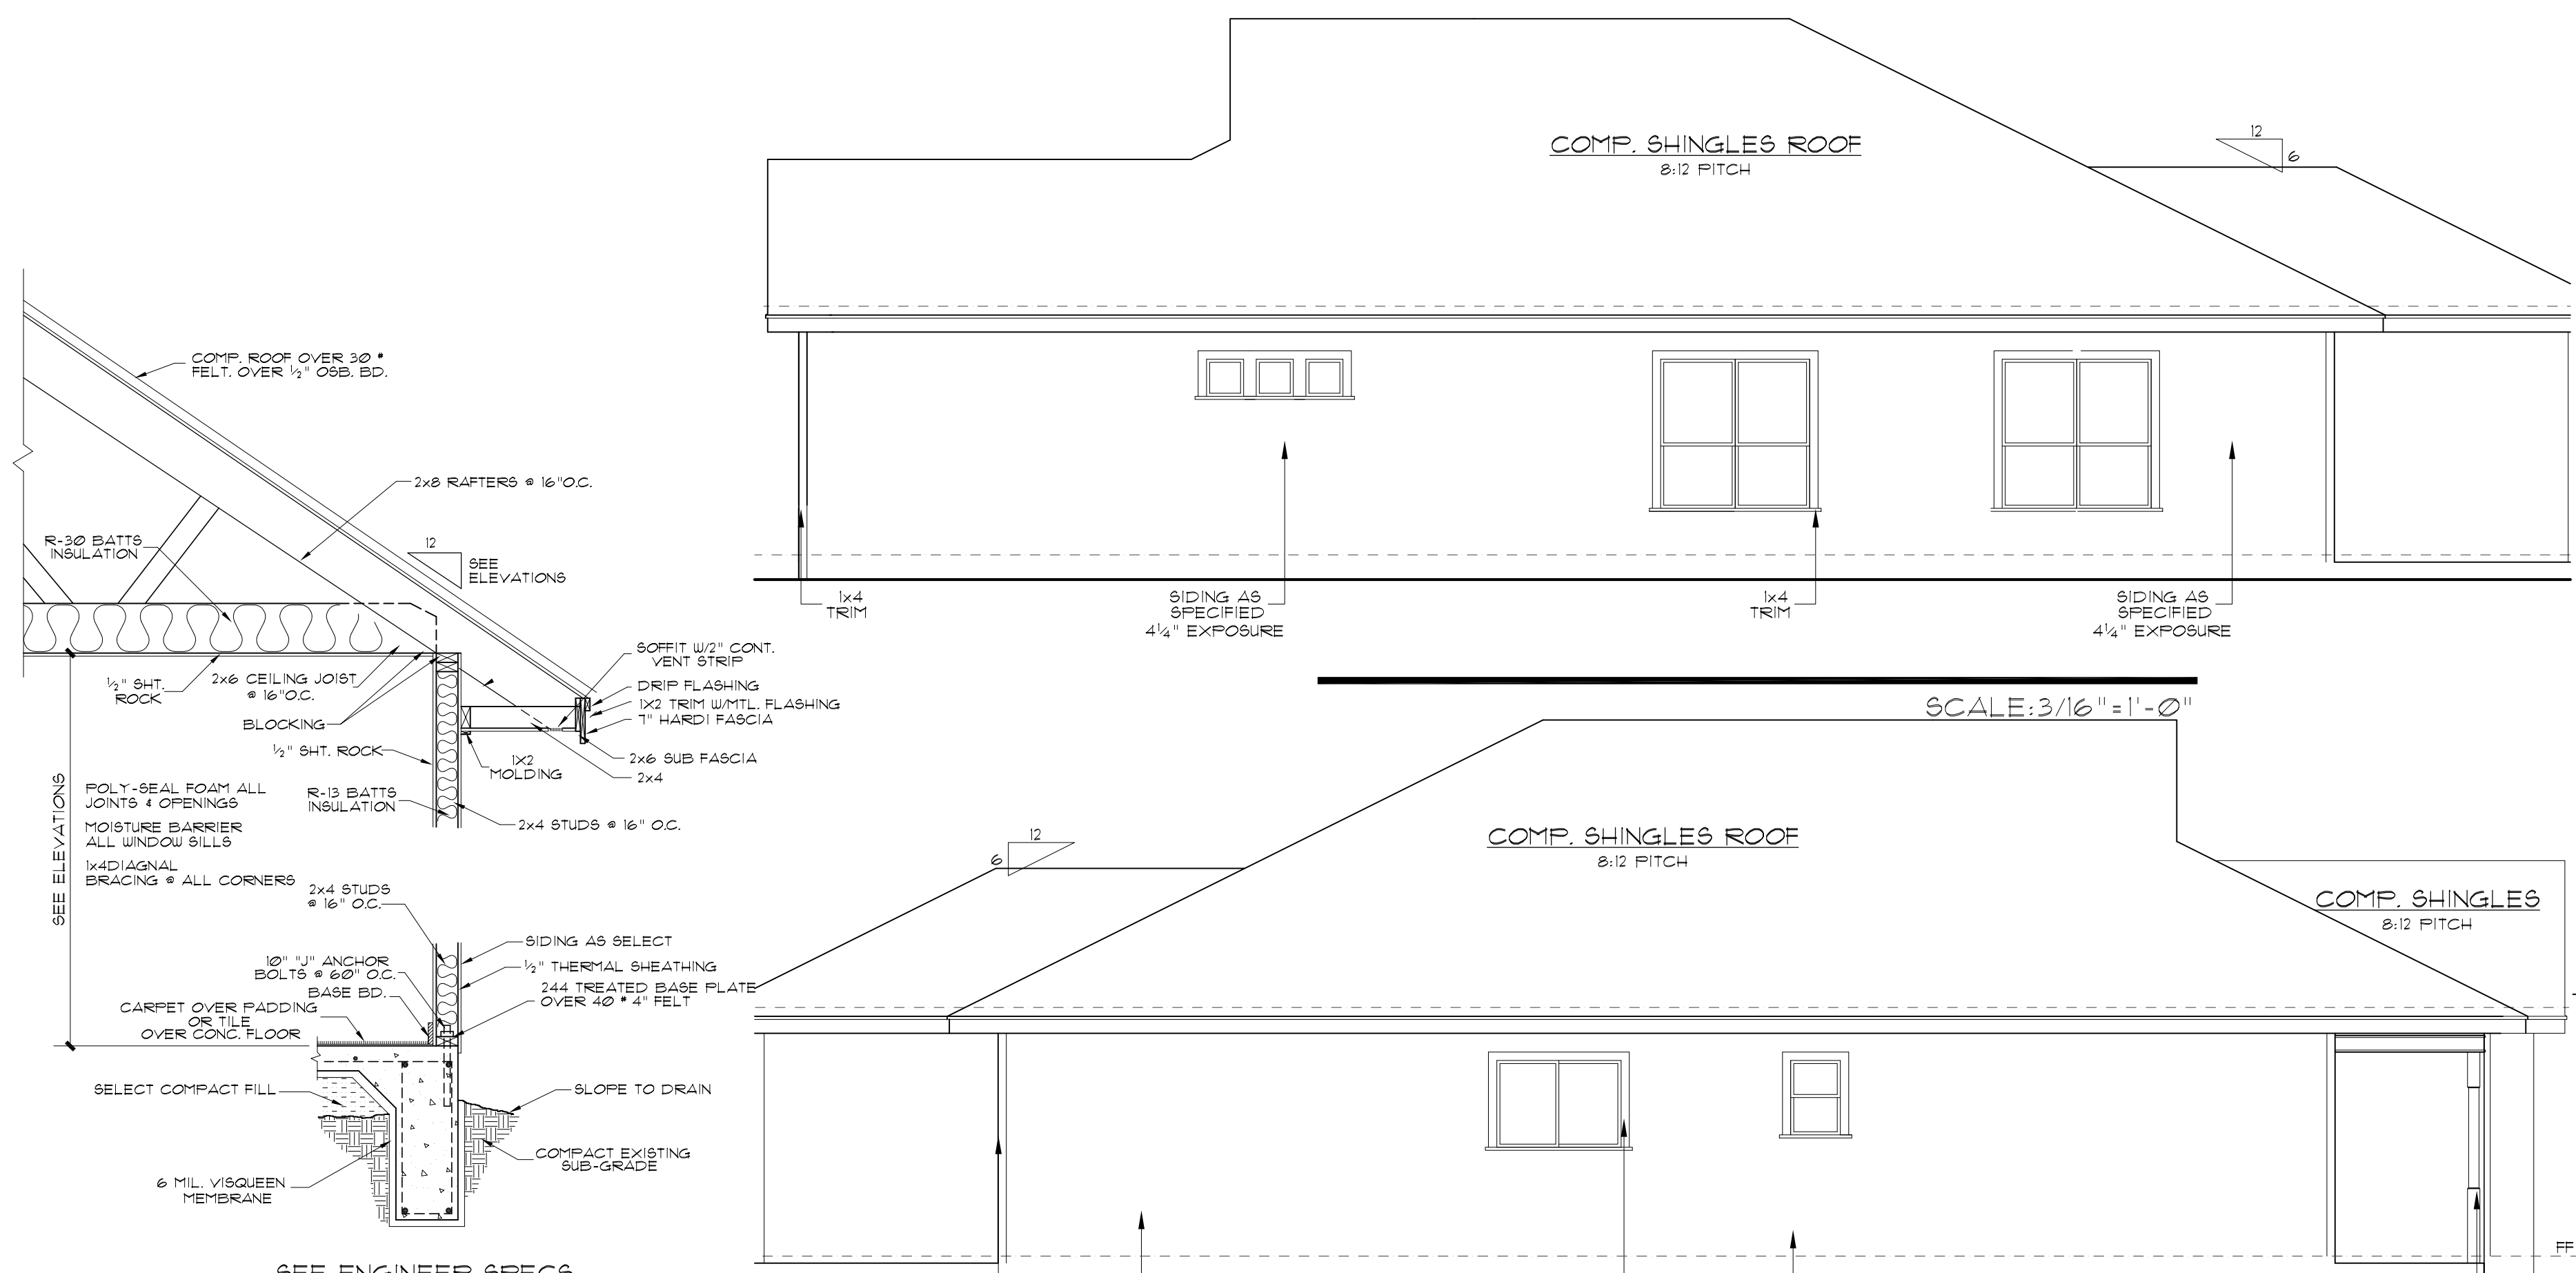 COMP. ROOF OVER 30 #
FELT. OVER 1/2" OSB. BD.
2x8 RAFTERS @ 16"O.C.
R-30 BATTS
INSULATION
12
SEE
ELEVATIONS
1/2" SHT.
ROCK
2x6 CEILING JOIST
@ 16"O.C.
BLOCKING
SOFFIT W/2" CONT.
VENT STRIP
DRIP FLASHING
1X2 TRIM W/MTL. FLASHING
7" HARDI FASCIA
1/2" SHT. ROCK
1X2
MOLDING
2x6 SUB FASCIA
2x4
SEE ELEVATIONS
POLY-SEAL FOAM ALL
JOINTS & OPENINGS
MOISTURE BARRIER
ALL WINDOW SILLS
1x4DIAGNAL
BRACING @ ALL CORNERS
R-13 BATTS
INSULATION
2x4 STUDS @ 16" O.C.
2x4 STUDS
@ 16" O.C.
SIDING AS SELECT
10" "J" ANCHOR
BOLTS @ 60" O.C.
1/2" THERMAL SHEATHING
BASE BD.
244 TREATED BASE PLATE
OVER 40 # 4" FELT
CARPET OVER PADDING
OR TILE
OVER CONC. FLOOR
SELECT COMPACT FILL
SLOPE TO DRAIN
COMPACT EXISTING
SUB-GRADE
6 MIL. VISQUEEN
MEMBRANE
SEE ENGINEER SPECS
COMP. SHINGLES ROOF
8:12 PITCH
12
6
1x4
TRIM
SIDING AS
SPECIFIED
4 1/4" EXPOSURE
1x4
TRIM
SIDING AS
SPECIFIED
4 1/4" EXPOSURE
SCALE:3/16"=1'-0"
12
6
COMP. SHINGLES ROOF
8:12 PITCH
COMP. SHINGLES
8:12 PITCH
FF